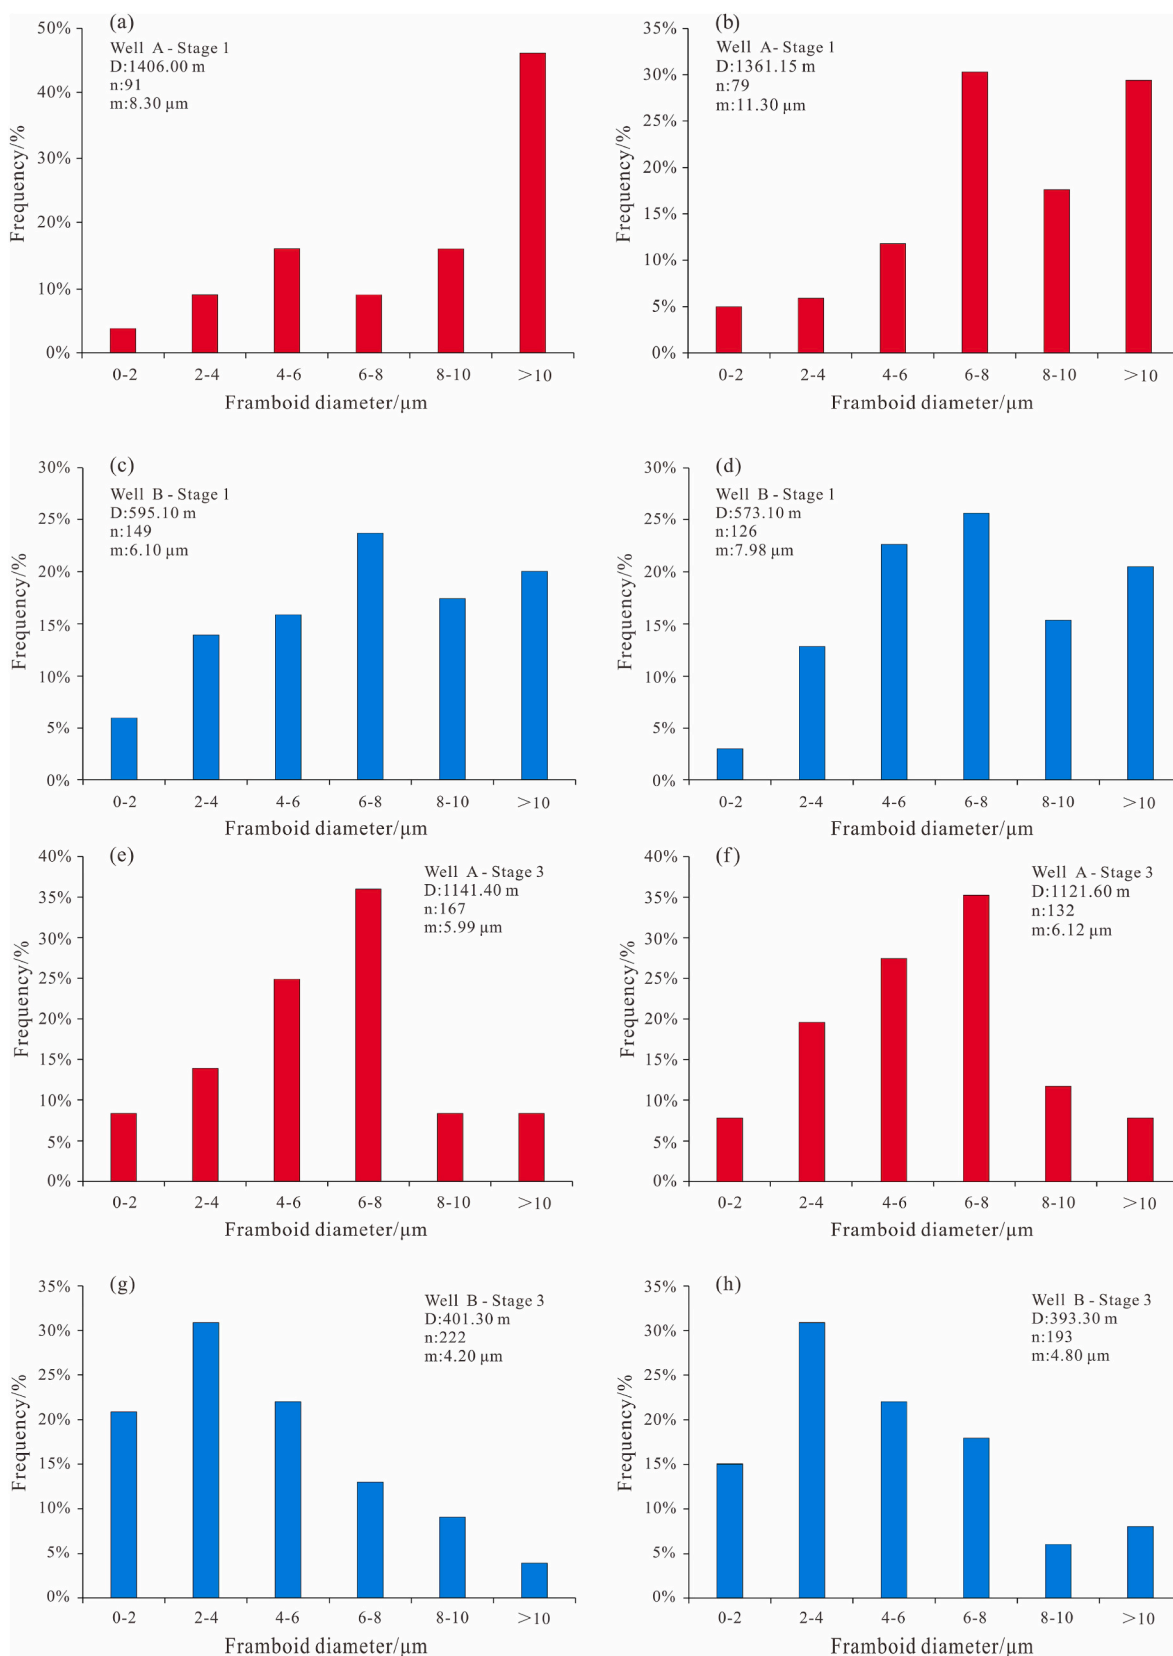 (a)
Well A - Stage 1
D:1406.00 m
n:91
m:8.30 μm
Frequency/%
50%
40%
30%
20%
10%
0%
0-2 2-4 4-6 6-8 8-10 >10
Framboid diameter/μm
(b)
Well A - Stage 1
D:1361.15 m
n:79
m:11.30 μm
Frequency/%
35%
30%
25%
20%
15%
10%
5%
0%
0-2 2-4 4-6 6-8 8-10 >10
Framboid diameter/μm
(c)
Well B - Stage 1
D:595.10 m
n:149
m:6.10 μm
Frequency/%
30%
25%
20%
15%
10%
5%
0%
0-2 2-4 4-6 6-8 8-10 >10
Framboid diameter/μm
(d)
Well B - Stage 1
D:573.10 m
n:126
m:7.98 μm
Frequency/%
30%
25%
20%
15%
10%
5%
0%
0-2 2-4 4-6 6-8 8-10 >10
Framboid diameter/μm
(e)
Well A - Stage 3
D:1141.40 m
n:167
m:5.99 μm
Frequency/%
40%
35%
30%
25%
20%
15%
10%
5%
0%
0-2 2-4 4-6 6-8 8-10 >10
Framboid diameter/μm
(f)
Well A - Stage 3
D:1121.60 m
n:132
m:6.12 μm
Frequency/%
40%
35%
30%
25%
20%
15%
10%
5%
0%
0-2 2-4 4-6 6-8 8-10 >10
Framboid diameter/μm
(g)
Well B - Stage 3
D:401.30 m
n:222
m:4.20 μm
Frequency/%
35%
30%
25%
20%
15%
10%
5%
0%
0-2 2-4 4-6 6-8 8-10 >10
Framboid diameter/μm
(h)
Well B - Stage 3
D:393.30 m
n:193
m:4.80 μm
Frequency/%
35%
30%
25%
20%
15%
10%
5%
0%
0-2 2-4 4-6 6-8 8-10 >10
Framboid diameter/μm